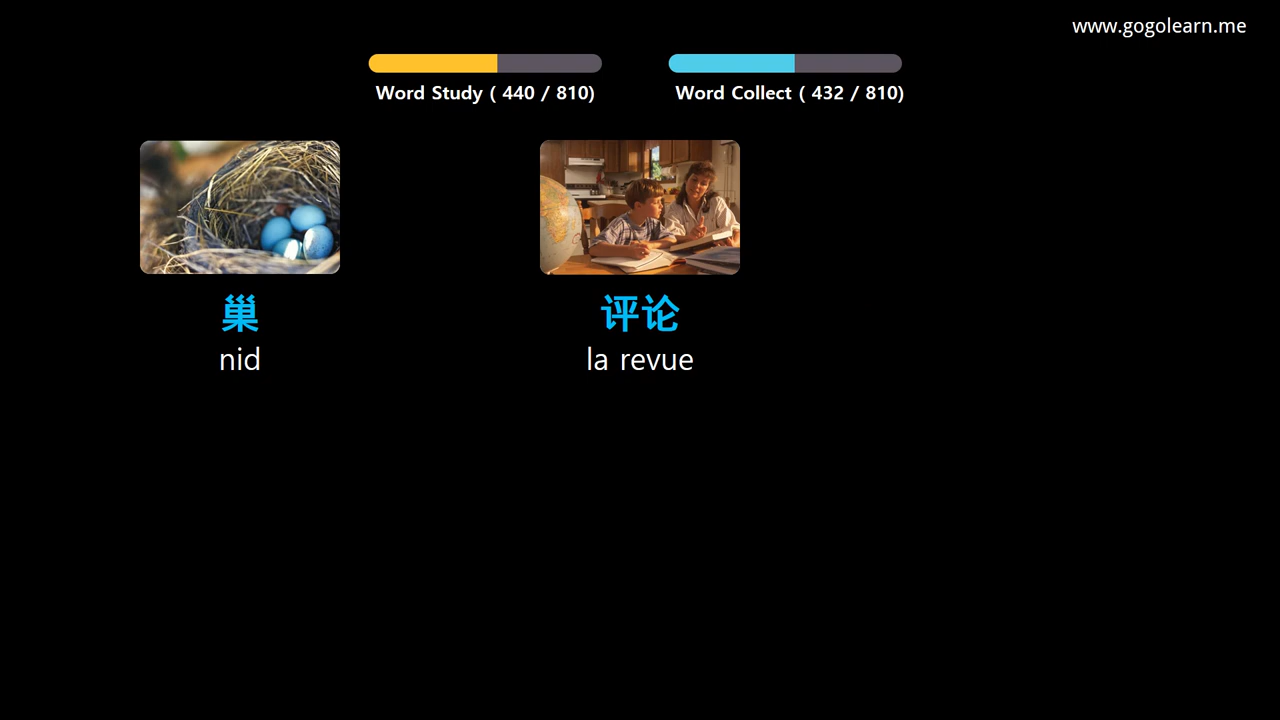 www.gogolearn.me
Word Study ( 440 / 810)
Word Collect ( 432 / 810)
巢
nid
评论
la revue